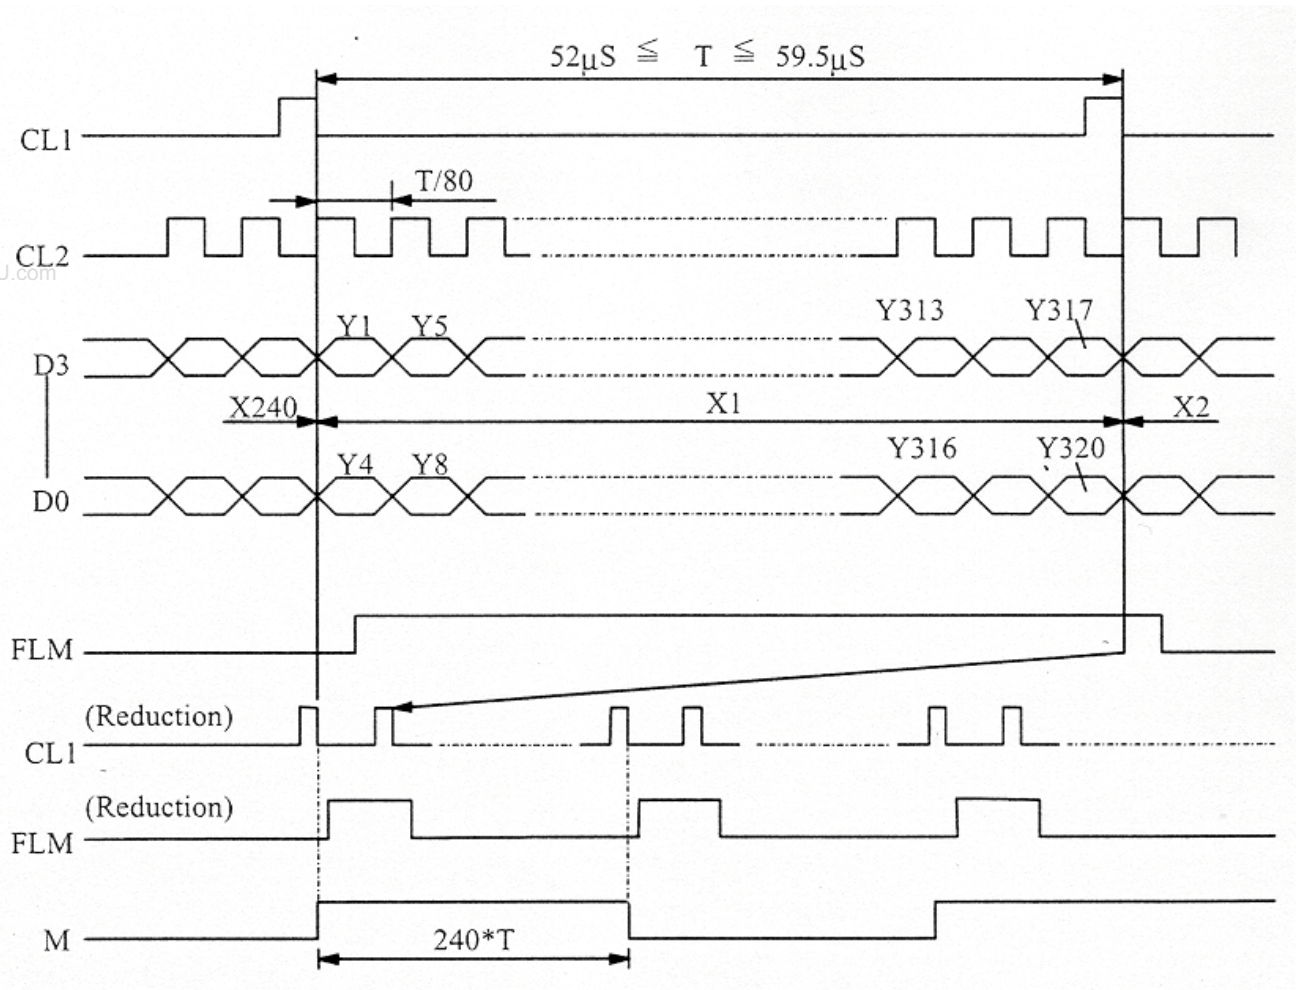 52μS ≦ T ≦ 59.5μS
CL1
T/80
CL2
U.com
Y313 Y317
Y1 Y5
D3
X240 X1 X2
Y316 Y320
Y4 Y8
D0
FLM
(Reduction)
CL1
(Reduction)
FLM
M
240*T